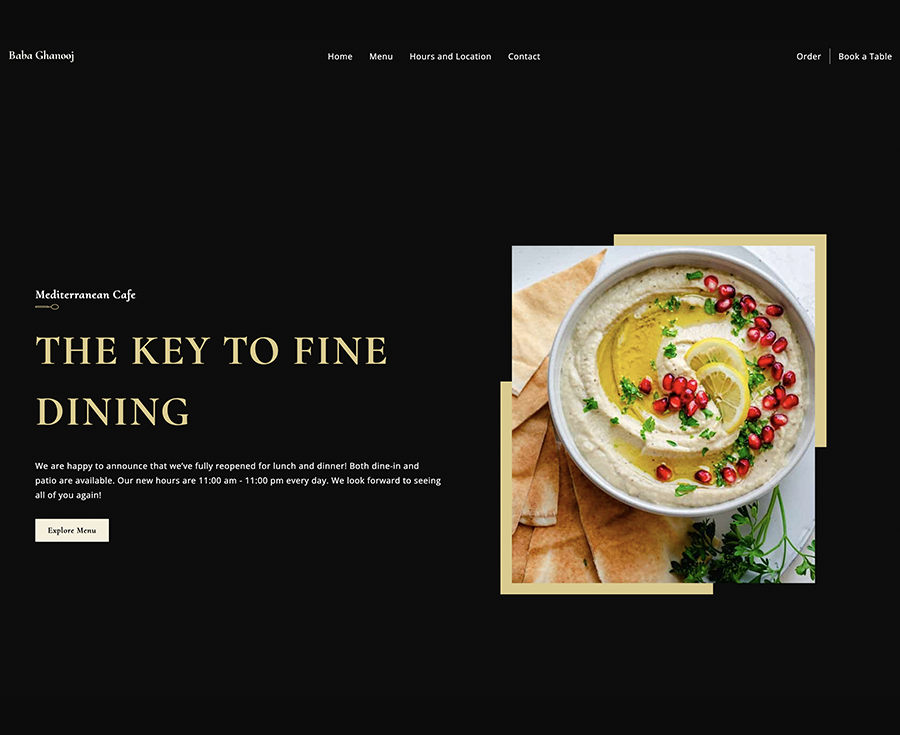 Baba Ghanooj
Home Menu Hours and Location Contact
Order Book a Table
Mediterranean Cafe
THE KEY TO FINE
DINING
We are happy to announce that we've fully reopened for lunch and dinner! Both dine-in and
patio are available. Our new hours are 11:00 am - 11:00 pm every day. We look forward to seeing
all of you again!
Explore Menu